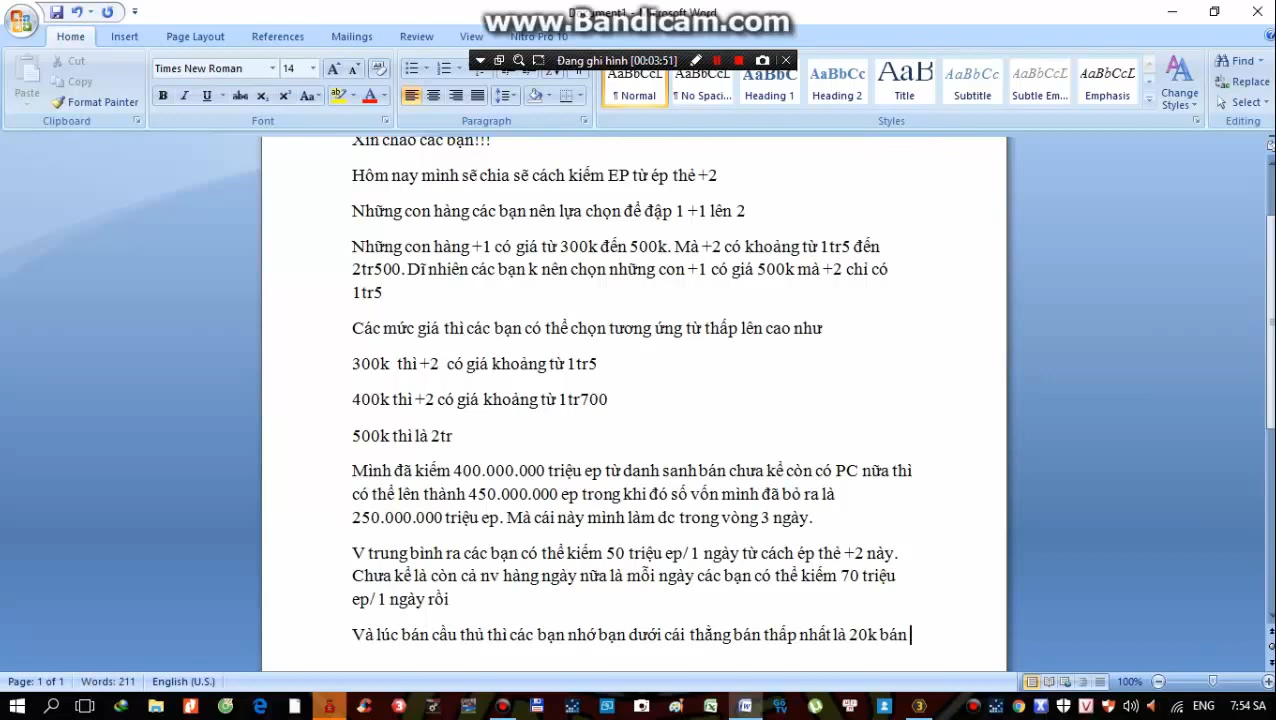 Document1 - Microsoft Word
www.Bandicam.com
Home Insert Page Layout References Mailings Review View Nitro Pro 10
Đang ghi hình [00:03:51]
Paste Cut Copy Format Painter
Times New Roman 14
AaBbCcL AaBbCcL AaBbC AaBbCc AaB AaBbCcL AaBbCcL AaBbCcL
¶ Normal ¶ No Spaci... Heading 1 Heading 2 Title Subtitle Subtle Em... Emphasis
Change Styles
Find Replace Select
Clipboard Font Paragraph Styles Editing
Xin chào các bạn!!!
Hôm nay mình sẽ chia sẽ cách kiếm EP từ ép thẻ +2
Những con hàng các bạn nên lựa chọn để đập 1 +1 lên 2
Những con hàng +1 có giá từ 300k đến 500k. Mà +2 có khoảng từ 1tr5 đến
2tr500. Dĩ nhiên các bạn k nên chọn những con +1 có giá 500k mà +2 chỉ có
1tr5
Các mức giá thì các bạn có thể chọn tương ứng từ thấp lên cao như
300k thì +2 có giá khoảng từ 1tr5
400k thì +2 có giá khoảng từ 1tr700
500k thì là 2tr
Mình đã kiếm 400.000.000 triệu ep từ danh sanh bán chưa kể còn có PC nữa thì
có thể lên thành 450.000.000 ep trong khi đó số vốn mình đã bỏ ra là
250.000.000 triệu ep. Mà cái này mình làm dc trong vòng 3 ngày.
V trung bình ra các bạn có thể kiếm 50 triệu ep/ 1 ngày từ cách ép thẻ +2 này.
Chưa kể là còn cả nv hàng ngày nữa là mỗi ngày các bạn có thể kiếm 70 triệu
ep/ 1 ngày rồi
Và lúc bán cầu thủ thì các bạn nhớ bạn dưới cái thằng bán thấp nhất là 20k bán
Page: 1 of 1 Words: 211 English (U.S.) 100%
ENG 7:54 SA